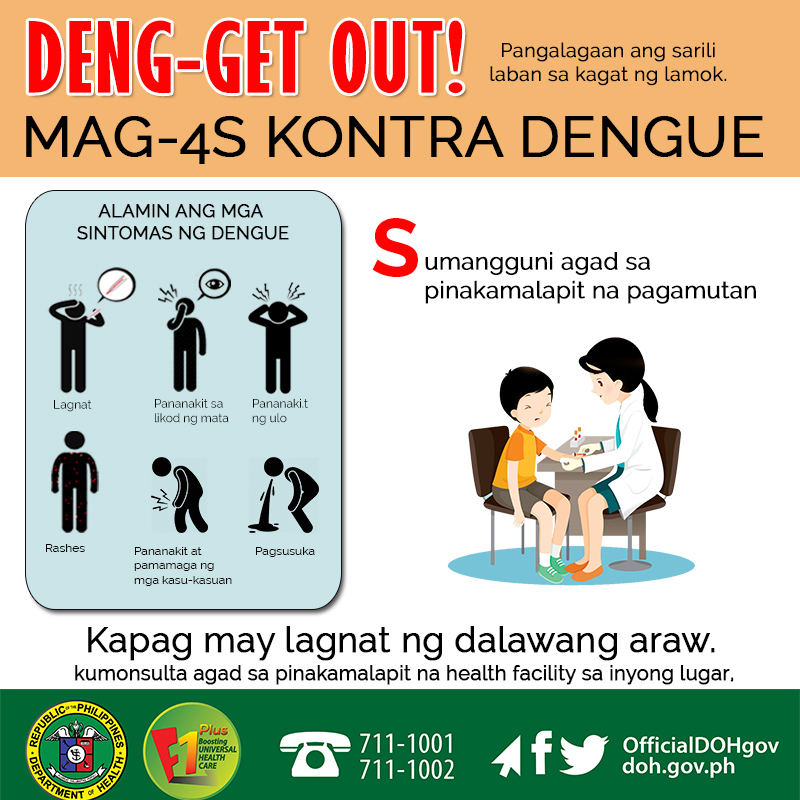 DENG-GET OUT!
Pangalagaan ang sarili
laban sa kagat ng lamok.
MAG-4S KONTRA DENGUE
ALAMIN ANG MGA
SINTOMAS NG DENGUE
Lagnat
Pananakit sa
likod ng mata
Pananaki.t
ng ulo
Rashes
Pananakit at
pamamaga ng
mga kasu-kasuan
Pagsusuka
Sumangguni agad sa
pinakamalapit na pagamutan
Kapag may lagnat ng dalawang araw.
kumonsulta agad sa pinakamalapit na health facility sa inyong lugar,
REPUBLIC OF THE PHILIPPINES
DEPARTMENT OF HEALTH
F1 Plus
Boosting
UNIVERSAL
HEALTH
CARE
711-1001
711-1002
OfficialDOHgov
doh.gov.ph